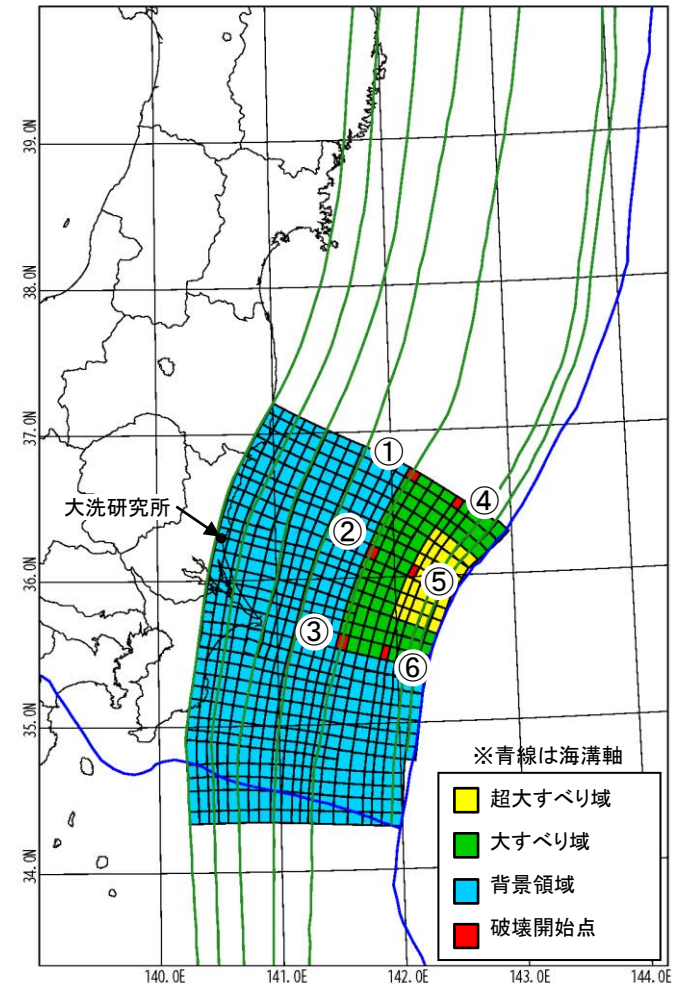 39.0N
38.0N
37.0N
①
④
大洗研究所
②
36.0N
⑤
③
⑥
35.0N
※青線は海溝軸
超大すべり域
大すべり域
34.0N
背景領域
破壊開始点
140.0E 141.0E 142.0E 143.0E 144.0E